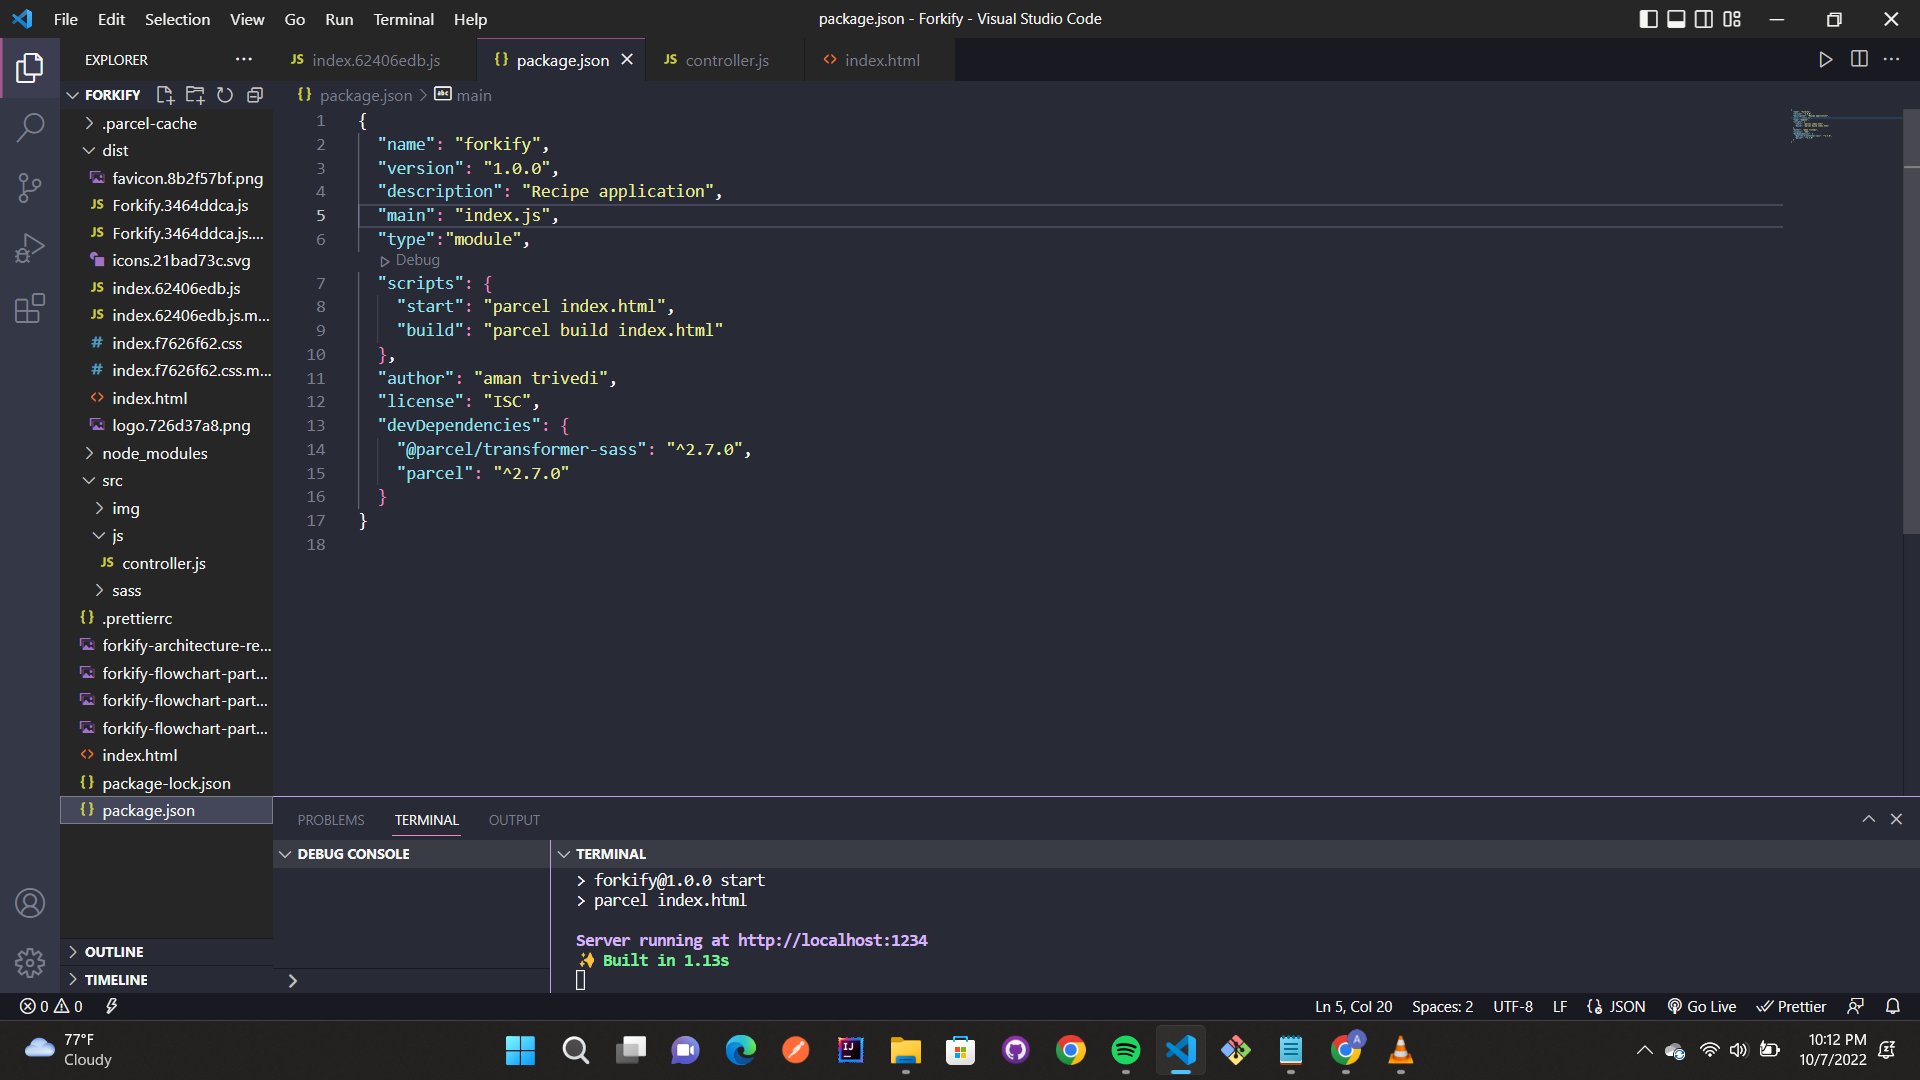 File Edit Selection View Go Run Terminal Help
package.json - Forkify - Visual Studio Code
EXPLORER
index.62406edb.js
package.json
controller.js
index.html
FORKIFY
package.json > main
.parcel-cache
dist
favicon.8b2f57bf.png
Forkify.3464ddca.js
Forkify.3464ddca.js....
icons.21bad73c.svg
index.62406edb.js
index.62406edb.js.m...
index.f7626f62.css
index.f7626f62.css.m...
index.html
logo.726d37a8.png
node_modules
src
img
js
controller.js
sass
.prettierrc
forkify-architecture-re...
forkify-flowchart-part...
forkify-flowchart-part...
forkify-flowchart-part...
index.html
package-lock.json
package.json
OUTLINE
TIMELINE
1 {
2 "name": "forkify",
3 "version": "1.0.0",
4 "description": "Recipe application",
5 "main": "index.js",
6 "type":"module",
Debug
7 "scripts": {
8 "start": "parcel index.html",
9 "build": "parcel build index.html"
10 },
11 "author": "aman trivedi",
12 "license": "ISC",
13 "devDependencies": {
14 "@parcel/transformer-sass": "^2.7.0",
15 "parcel": "^2.7.0"
16 }
17 }
18
PROBLEMS TERMINAL OUTPUT
DEBUG CONSOLE
TERMINAL
> forkify@1.0.0 start
> parcel index.html
Server running at http://localhost:1234
✨ Built in 1.13s
0 0
Ln 5, Col 20 Spaces: 2 UTF-8 LF JSON Go Live Prettier
77°F
Cloudy
10:12 PM
10/7/2022